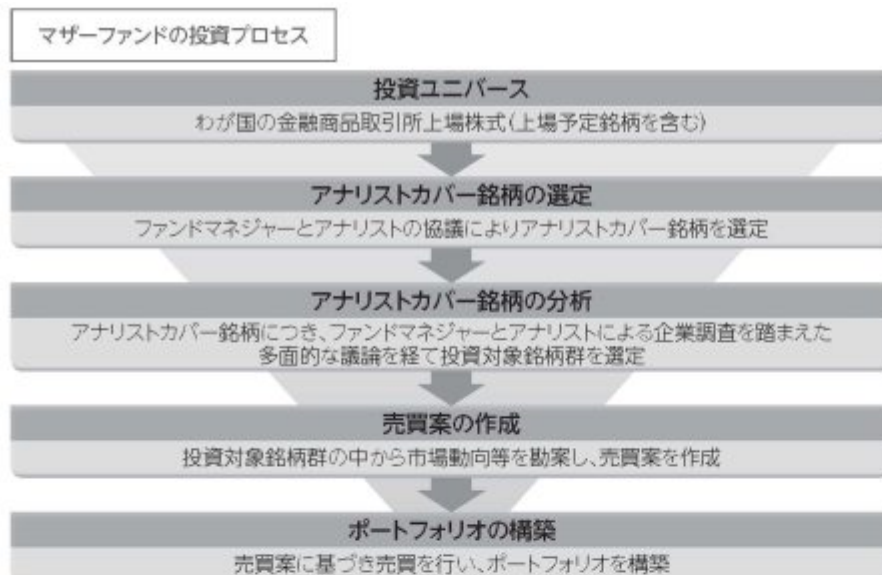 マザーファンドの投資プロセス
投資ユニバース
わが国の金融商品取引所上場株式(上場予定銘柄を含む)
アナリストカバー銘柄の選定
ファンドマネジャーとアナリストの協議によりアナリストカバー銘柄を選定
アナリストカバー銘柄の分析
アナリストカバー銘柄につき、ファンドマネジャーとアナリストによる企業調査を踏まえた
多面的な議論を経て投資対象銘柄群を選定
売買案の作成
投資対象銘柄群の中から市場動向等を勘案し、売買案を作成
ポートフォリオの構築
売買案に基づき売買を行い、ポートフォリオを構築